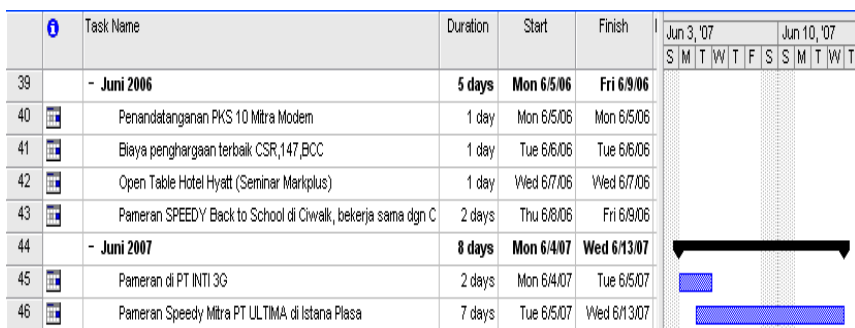 Task Name Duration Start Finish Jun 3, '07 Jun 10, '07
S M T W T F S S M T W T
39 - Juni 2006 5 days Mon 6/5/06 Fri 6/9/06
40 Penandatanganan PKS 10 Mitra Modern 1 day Mon 6/5/06 Mon 6/5/06
41 Biaya penghargaan terbaik CSR,147,BCC 1 day Tue 6/6/06 Tue 6/6/06
42 Open Table Hotel Hyatt (Seminar Markplus) 1 day Wed 6/7/06 Wed 6/7/06
43 Pameran SPEEDY Back to School di Ciwalk, bekerja sama dgn C 2 days Thu 6/8/06 Fri 6/9/06
44 - Juni 2007 8 days Mon 6/4/07 Wed 6/13/07
45 Pameran di PT INTI 3G 2 days Mon 6/4/07 Tue 6/5/07
46 Pameran Speedy Mitra PT ULTIMA di Istana Plasa 7 days Tue 6/5/07 Wed 6/13/07